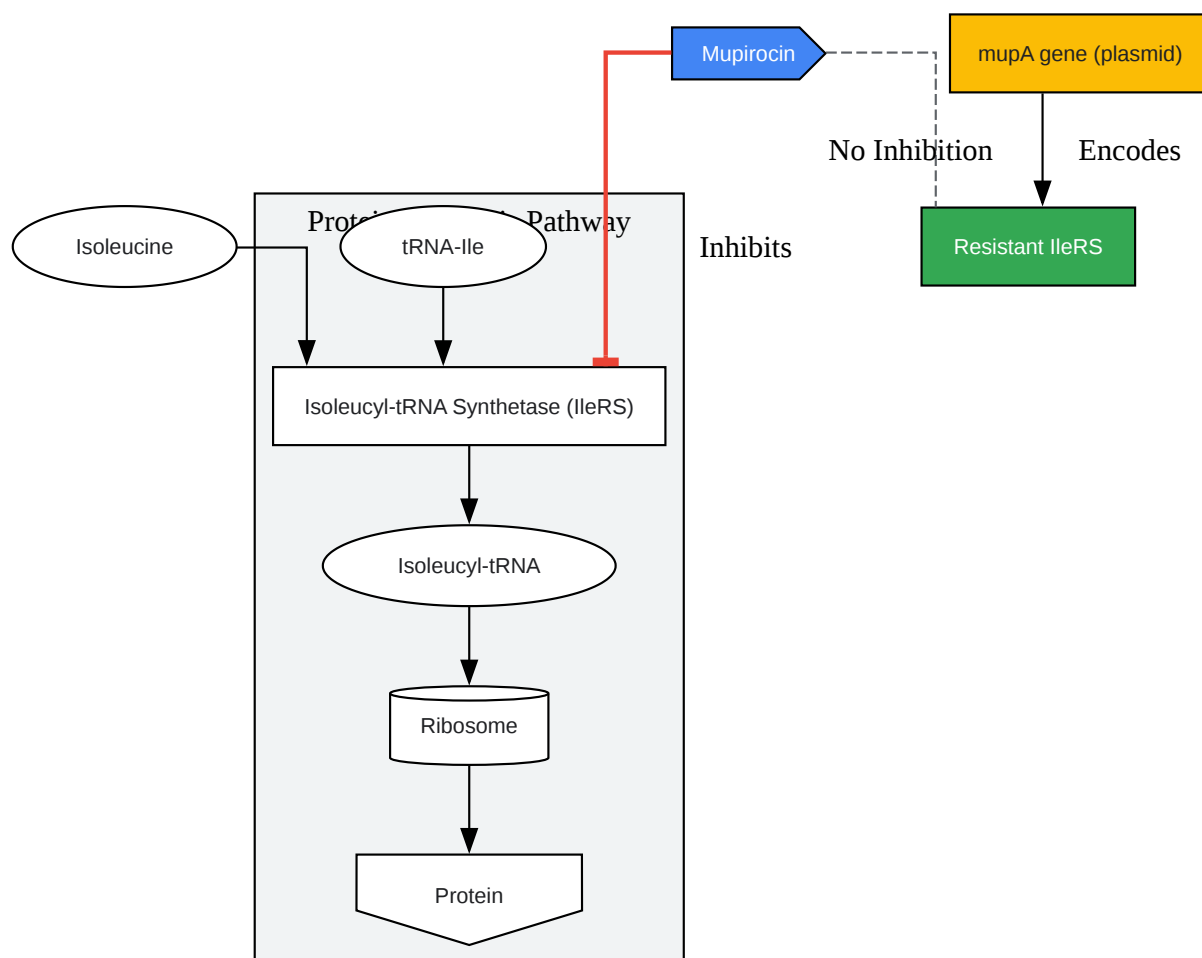 Mupirocin
mupA gene (plasmid)
No Inhibition
Encodes
Pathway
Isoleucine
tRNA-Ile
Inhibits
Resistant IleRS
Isoleucyl-tRNA Synthetase (IleRS)
Isoleucyl-tRNA
Ribosome
Protein